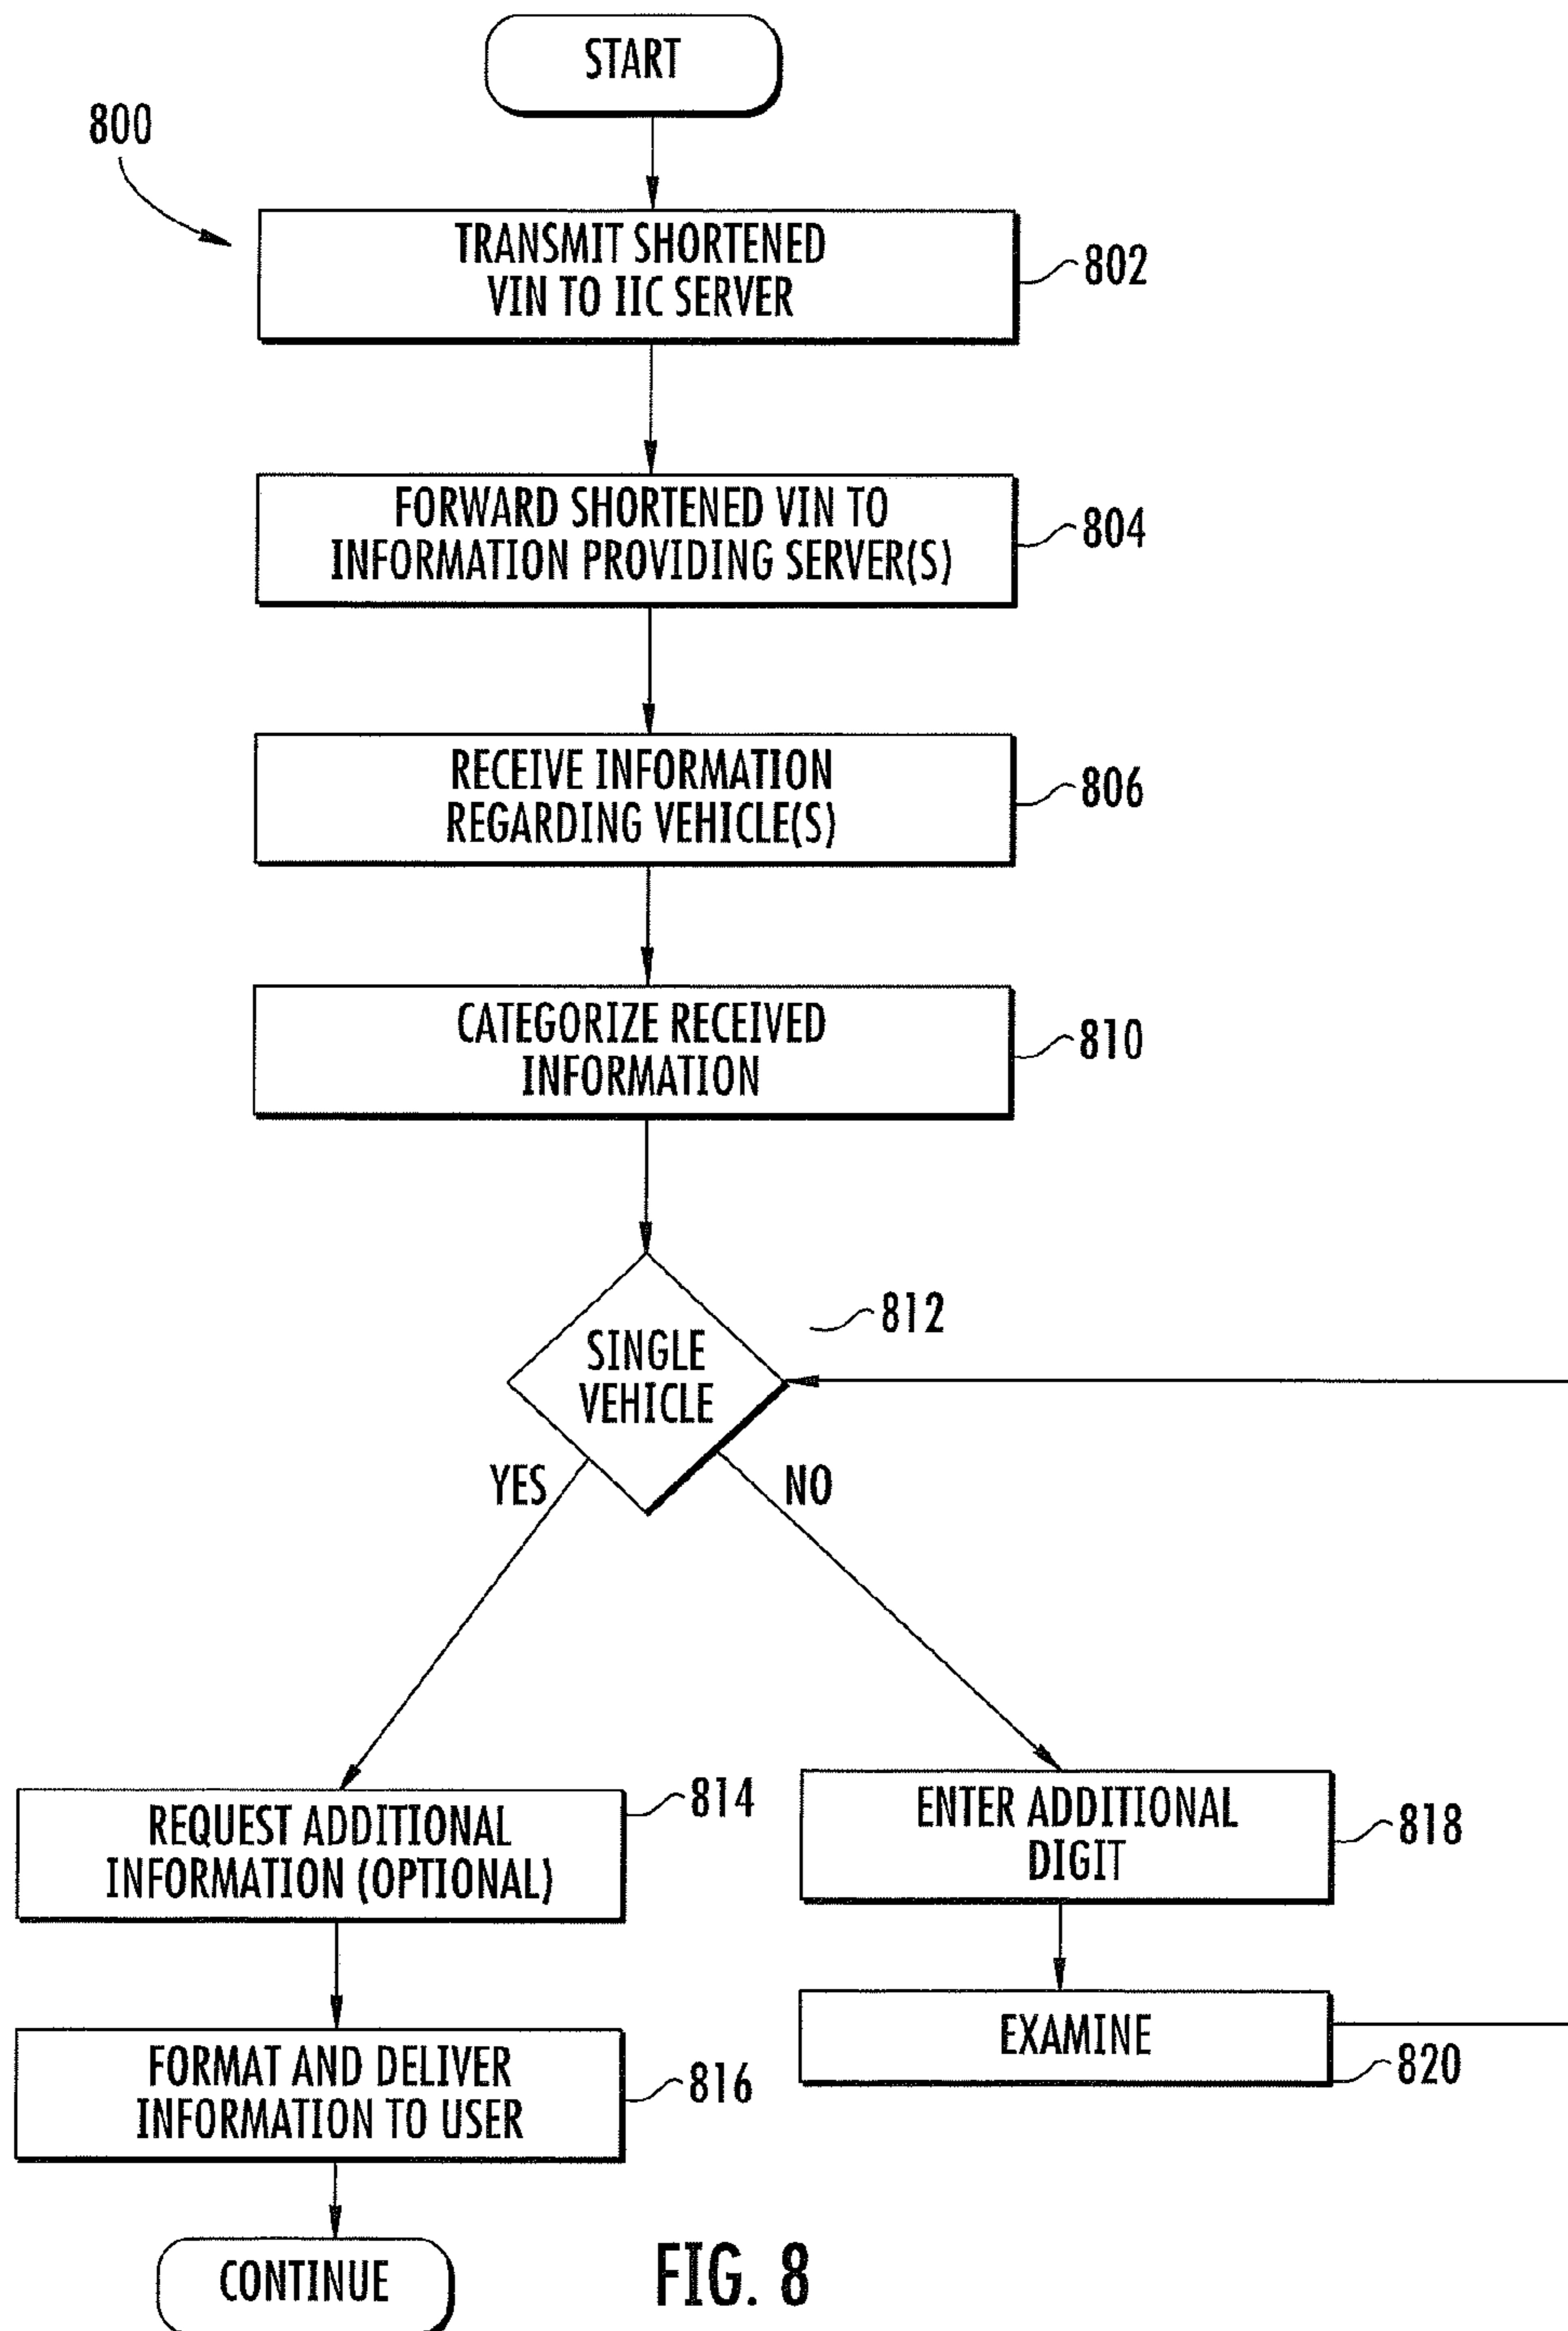 START
800
TRANSMIT SHORTENED
VIN TO IIC SERVER
802
FORWARD SHORTENED VIN TO
INFORMATION PROVIDING SERVER(S)
804
RECEIVE INFORMATION
REGARDING VEHICLE(S)
806
CATEGORIZE RECEIVED
INFORMATION
810
812
SINGLE
VEHICLE
YES
NO
REQUEST ADDITIONAL
INFORMATION (OPTIONAL)
814
ENTER ADDITIONAL
DIGIT
818
FORMAT AND DELIVER
INFORMATION TO USER
816
EXAMINE
820
CONTINUE
FIG. 8